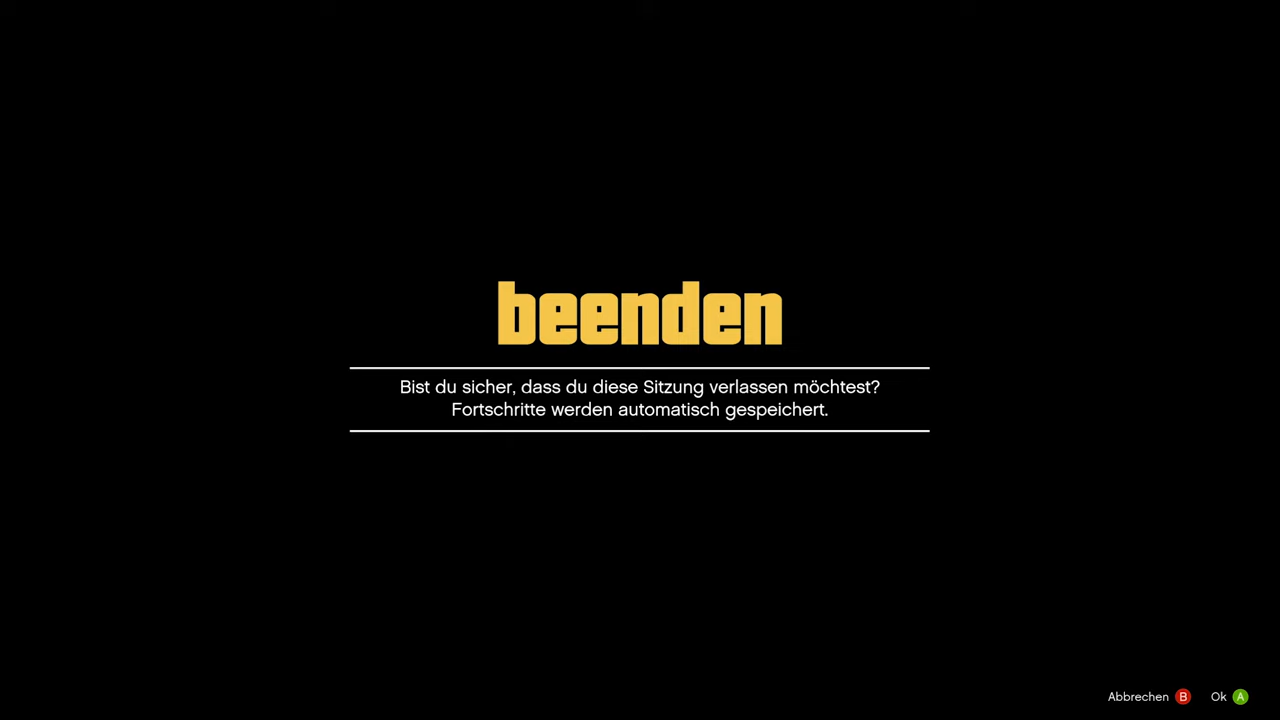 beenden
Bist du sicher, dass du diese Sitzung verlassen möchtest?
Fortschritte werden automatisch gespeichert.
Abbrechen B Ok A